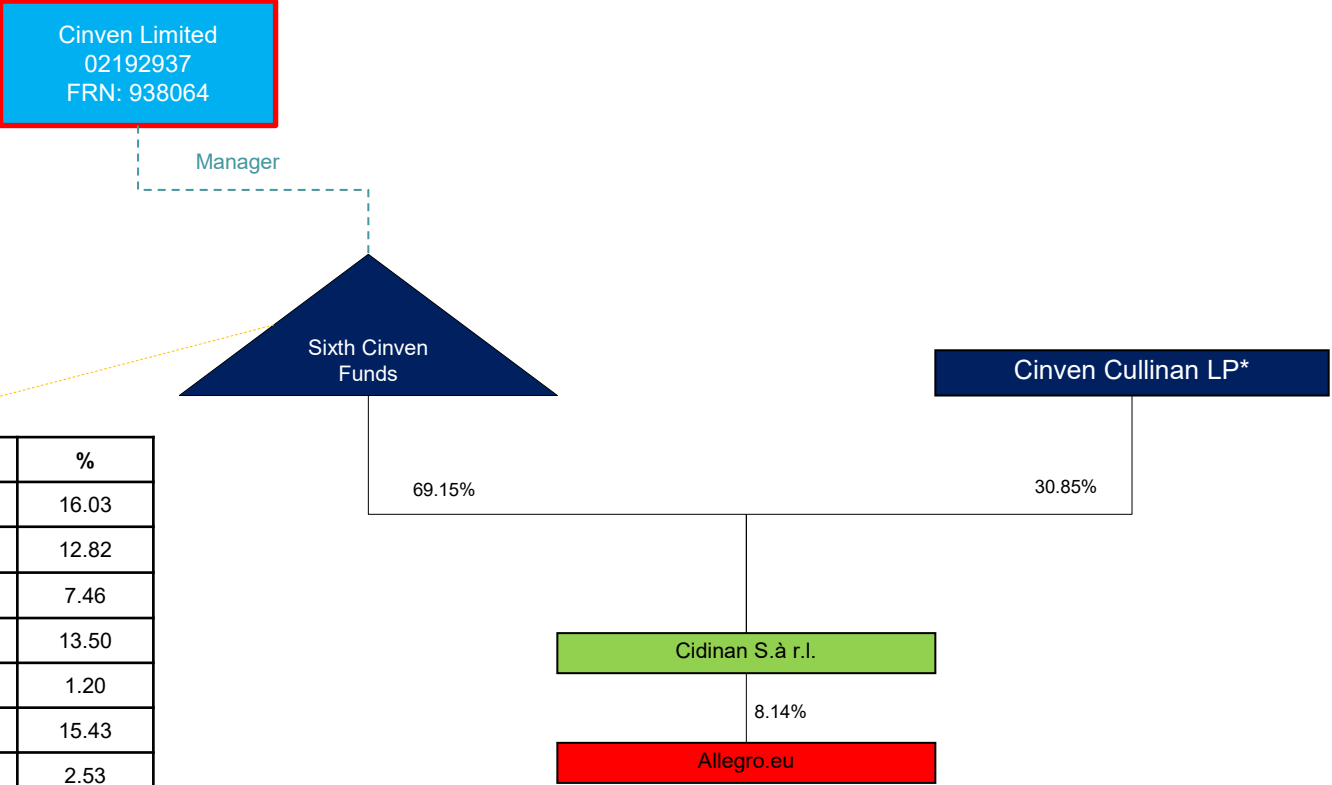 Cinven Limited
02192937
FRN: 938064
Manager
Sixth Cinven
Funds
Cinven Cullinan LP*
69.15%
30.85%
Cidinan S.à r.l.
8.14%
Allegro.eu
%
16.03
12.82
7.46
13.50
1.20
15.43
2.53